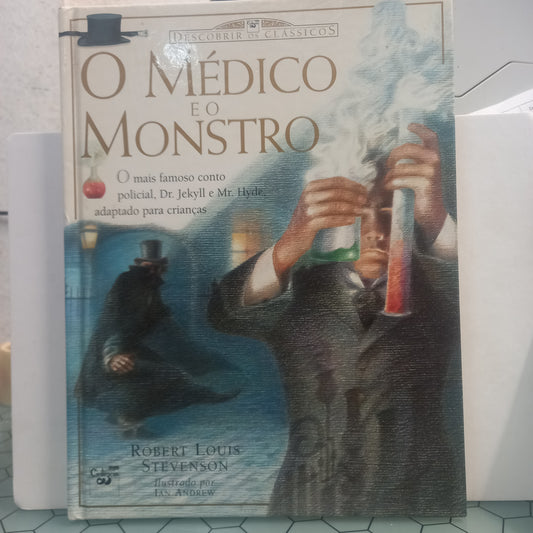 DESCOBRIR OS CLÁSSICOS
O MÉDICO
E O
MONSTRO
O mais famoso conto
policial, Dr. Jekyll e Mr. Hyde,
adaptado para crianças
ROBERT LOUIS
STEVENSON
Ilustrado por
IAN ANDREW